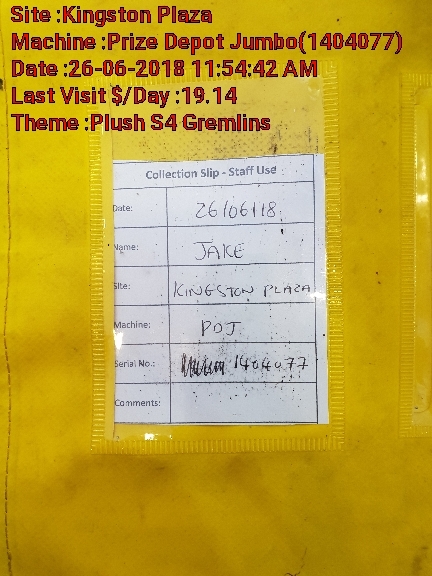 Site :Kingston Plaza
Machine :Prize Depot Jumbo(1404077)
Date :26-06-2018 11:54:42 AM
Last Visit $/Day :19.14
Theme :Plush S4 Gremlins
Collection Slip - Staff Use
Date: 26/06/18
Name: JAKE
Site: KINGSTON PLAZA
Machine: PDJ
Serial No.: 1404077
Comments: